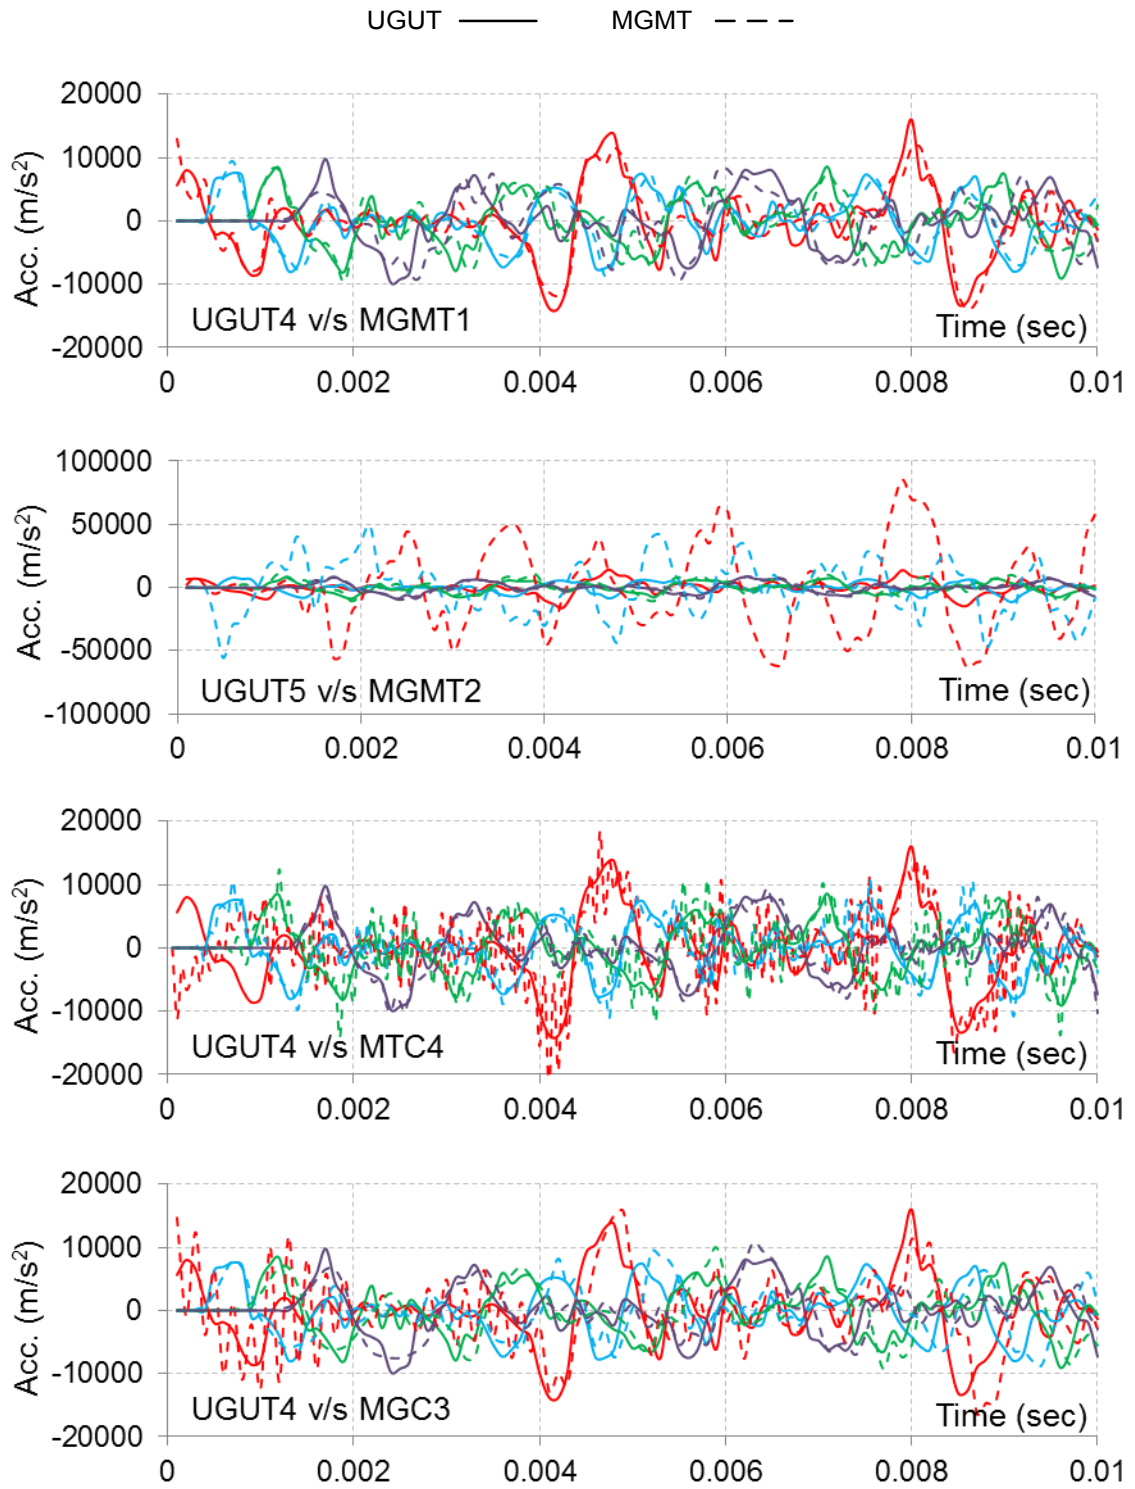 UGUT MGMT
20000
10000
0
-10000
-20000
Acc. (m/s²)
UGUT4 v/s MGMT1
Time (sec)
0 0.002 0.004 0.006 0.008 0.01
100000
50000
0
-50000
-100000
Acc. (m/s²)
UGUT5 v/s MGMT2
Time (sec)
0 0.002 0.004 0.006 0.008 0.01
20000
10000
0
-10000
-20000
Acc. (m/s²)
UGUT4 v/s MTC4
Time (sec)
0 0.002 0.004 0.006 0.008 0.01
20000
10000
0
-10000
-20000
Acc. (m/s²)
UGUT4 v/s MGC3
Time (sec)
0 0.002 0.004 0.006 0.008 0.01